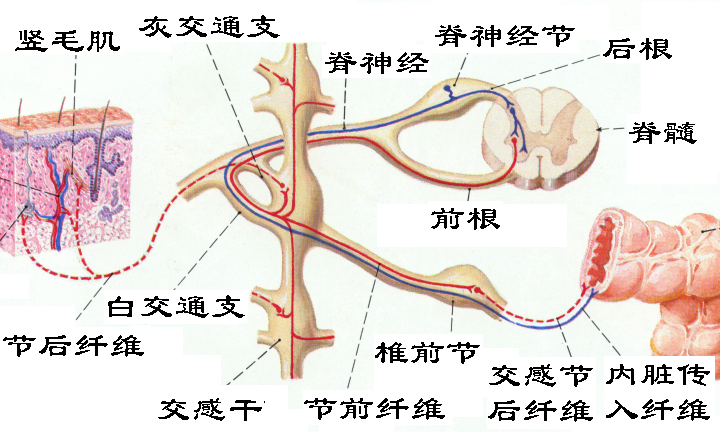 竖毛肌
灰交通支
脊神经
脊神经节
后根
脊髓
前根
白交通支
节后纤维
椎前节
交感干
节前纤维
交感节
后纤维
内脏传
入纤维